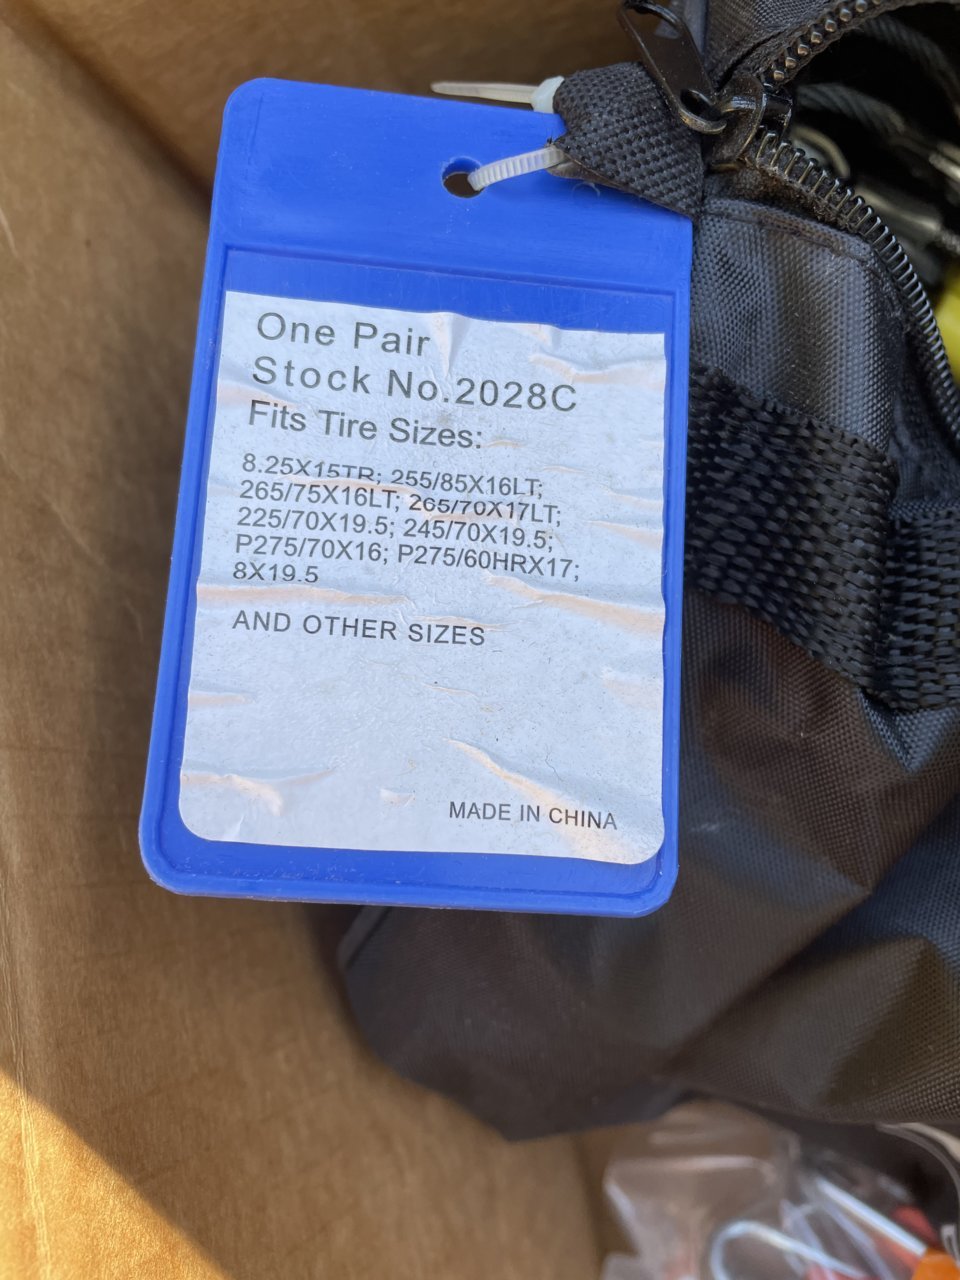 One Pair
Stock No.2028C
Fits Tire Sizes:
8.25X15TR; 255/85X16LT;
265/75X16LT; 265/70X17LT;
225/70X19.5; 245/70X19.5;
P275/70X16; P275/60HRX17;
8X19.5
AND OTHER SIZES
MADE IN CHINA